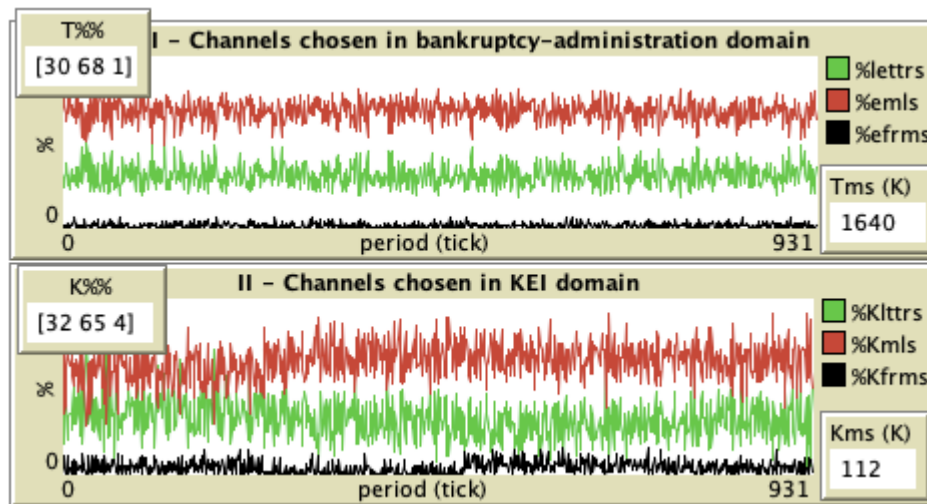 T%%
I - Channels chosen in bankruptcy-administration domain
[30 68 1]
%lettrs
%emls
%efrms
%
0
0
period (tick)
931
Tms (K)
1640
K%%
II - Channels chosen in KEI domain
[32 65 4]
%Klttrs
%Kmls
%Kfrms
%
0
0
period (tick)
931
Kms (K)
112